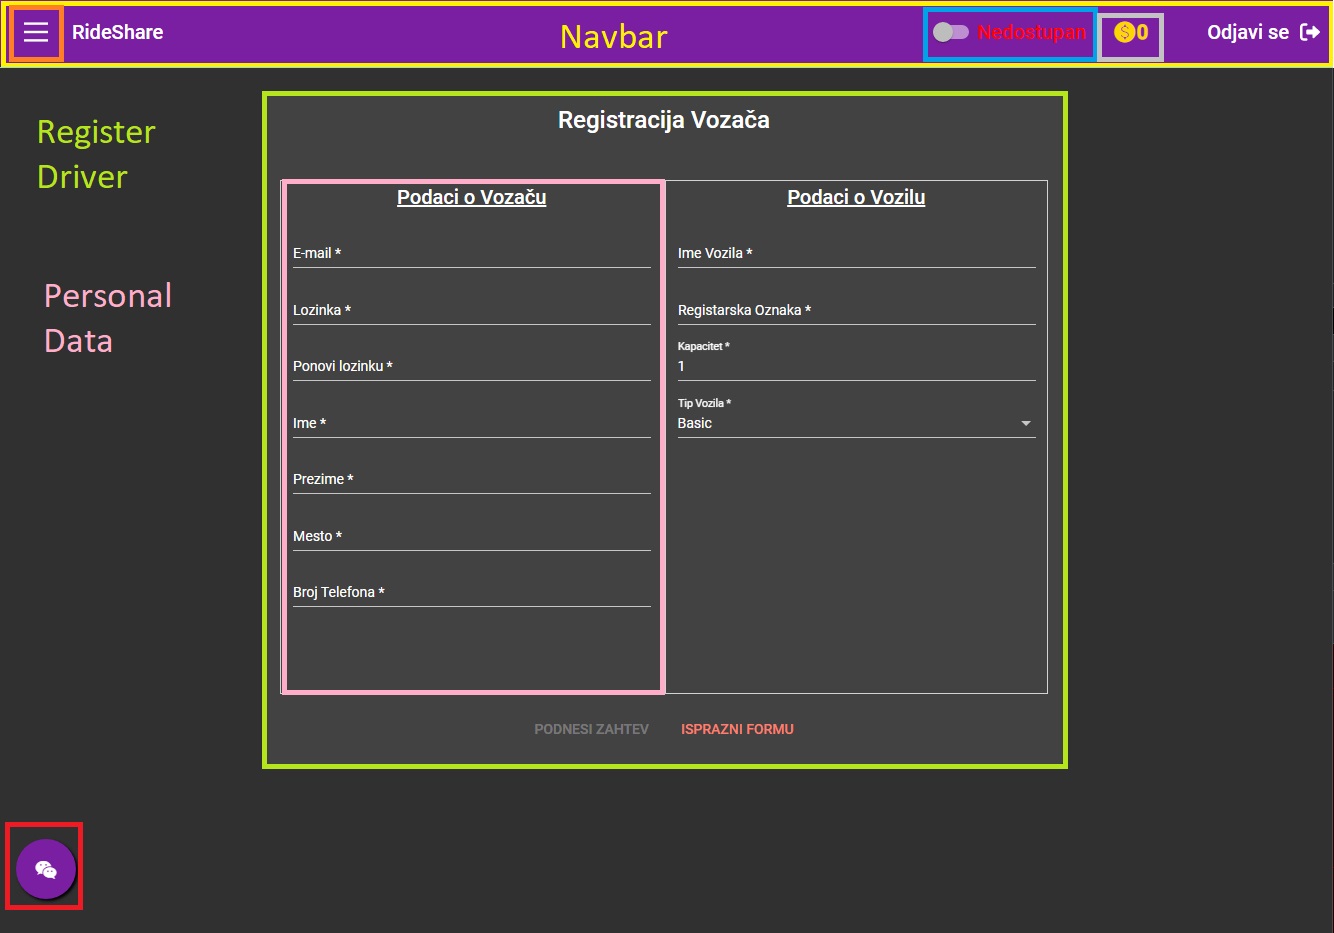 RideShare
Navbar
Nedostupan
0
Odjavi se
Register
Driver
Personal
Data
Registracija Vozača
Podaci o Vozaču
E-mail *
Lozinka *
Ponovi lozinku *
Ime *
Prezime *
Mesto *
Broj Telefona *
Podaci o Vozilu
Ime Vozila *
Registarska Oznaka *
Kapacitet *
1
Tip Vozila *
Basic
PODNESI ZAHTEV
ISPRAZNI FORMU